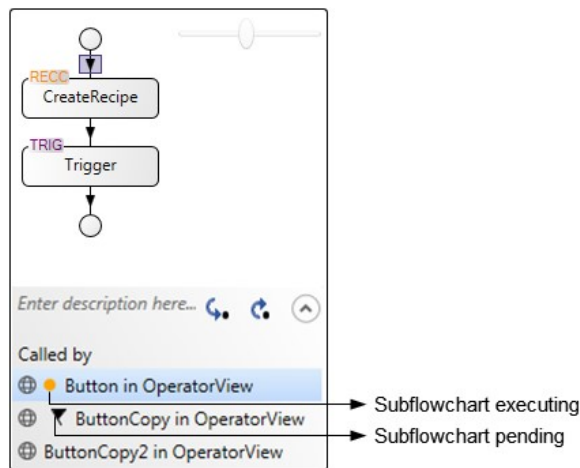 RECC
CreateRecipe
TRIG
Trigger
Enter description here...
Called by
Button in OperatorView
ButtonCopy in OperatorView
ButtonCopy2 in OperatorView
Subflowchart executing
Subflowchart pending